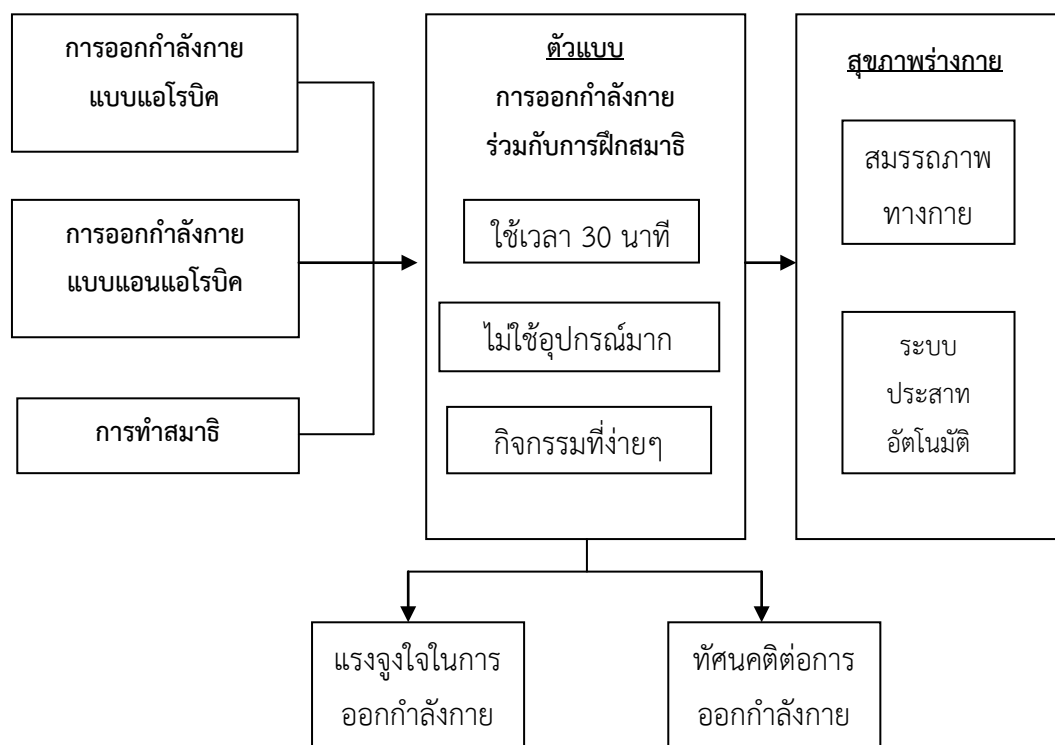 การออกกำลังกาย
แบบแอโรบิค
การออกกำลังกาย
แบบแอนแอโรบิค
การทำสมาธิ
ตัวแบบ
การออกกำลังกาย
ร่วมกับการฝึกสมาธิ
ใช้เวลา 30 นาที
ไม่ใช้อุปกรณ์มาก
กิจกรรมที่ง่ายๆ
สุขภาพร่างกาย
สมรรถภาพ
ทางกาย
ระบบ
ประสาท
อัตโนมัติ
แรงจูงใจในการ
ออกกำลังกาย
ทัศนคติต่อการ
ออกกำลังกาย